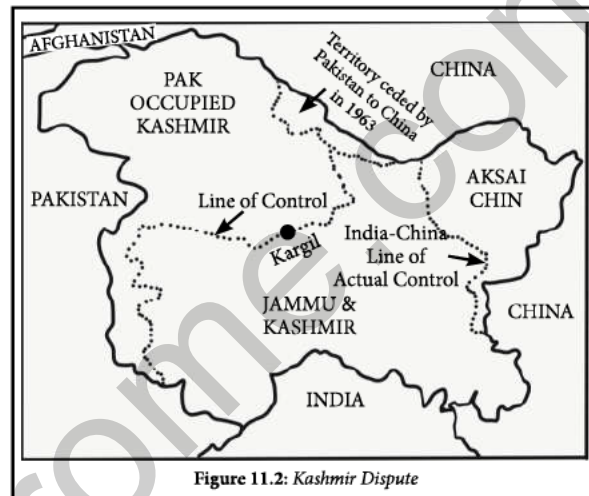 AFGHANISTAN
PAK
OCCUPIED
KASHMIR
Territory ceded by
Pakistan to China
in 1963
CHINA
PAKISTAN
Line of Control
Kargil
AKSAI
CHIN
India-China
Line of
Actual Control
JAMMU &
KASHMIR
CHINA
INDIA
Figure 11.2: Kashmir Dispute